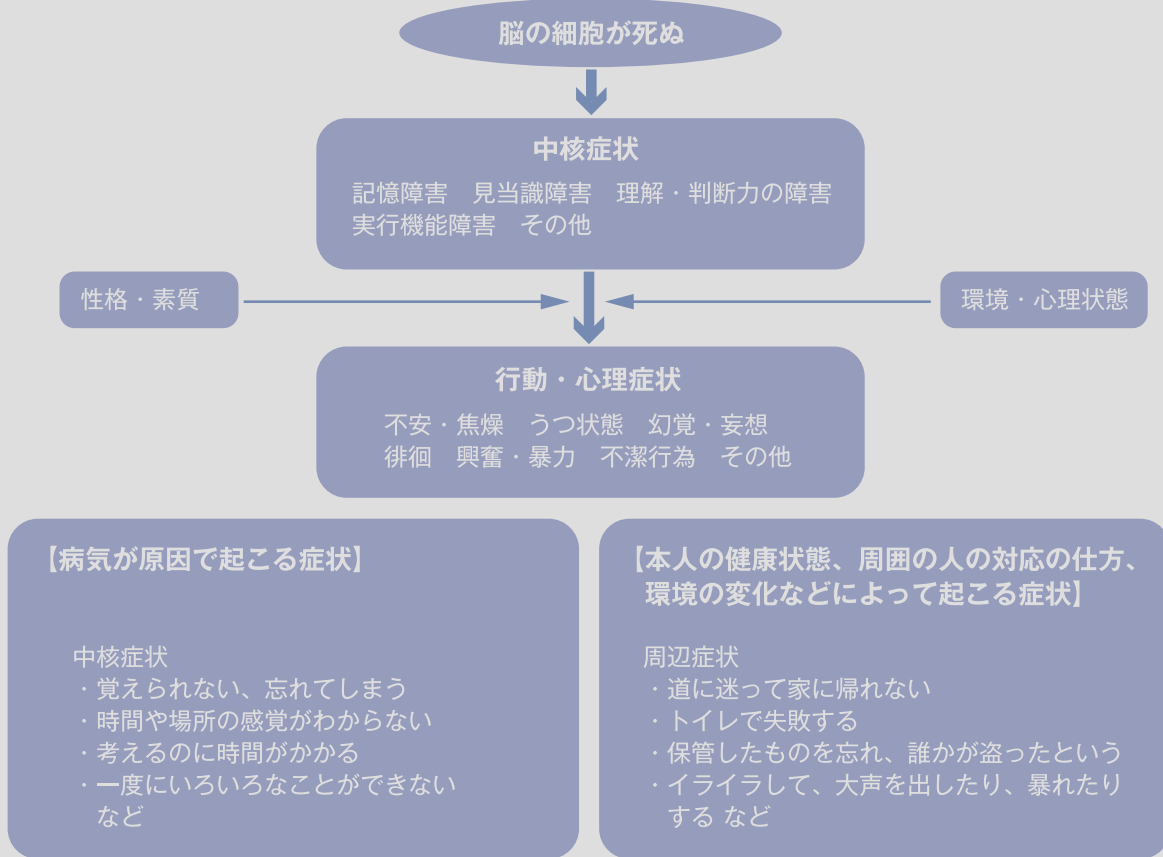 脳の細胞が死ぬ
中核症状
記憶障害　見当識障害　理解・判断力の障害
実行機能障害　その他
性格・素質
環境・心理状態
行動・心理症状
不安・焦燥　うつ状態　幻覚・妄想
徘徊　興奮・暴力　不潔行為　その他
【病気が原因で起こる症状】
中核症状
・覚えられない、忘れてしまう
・時間や場所の感覚がわからない
・考えるのに時間がかかる
・一度にいろいろなことができない
など
【本人の健康状態、周囲の人の対応の仕方、
環境の変化などによって起こる症状】
周辺症状
・道に迷って家に帰れない
・トイレで失敗する
・保管したものを忘れ、誰かが盗ったという
・イライラして、大声を出したり、暴れたり
する など